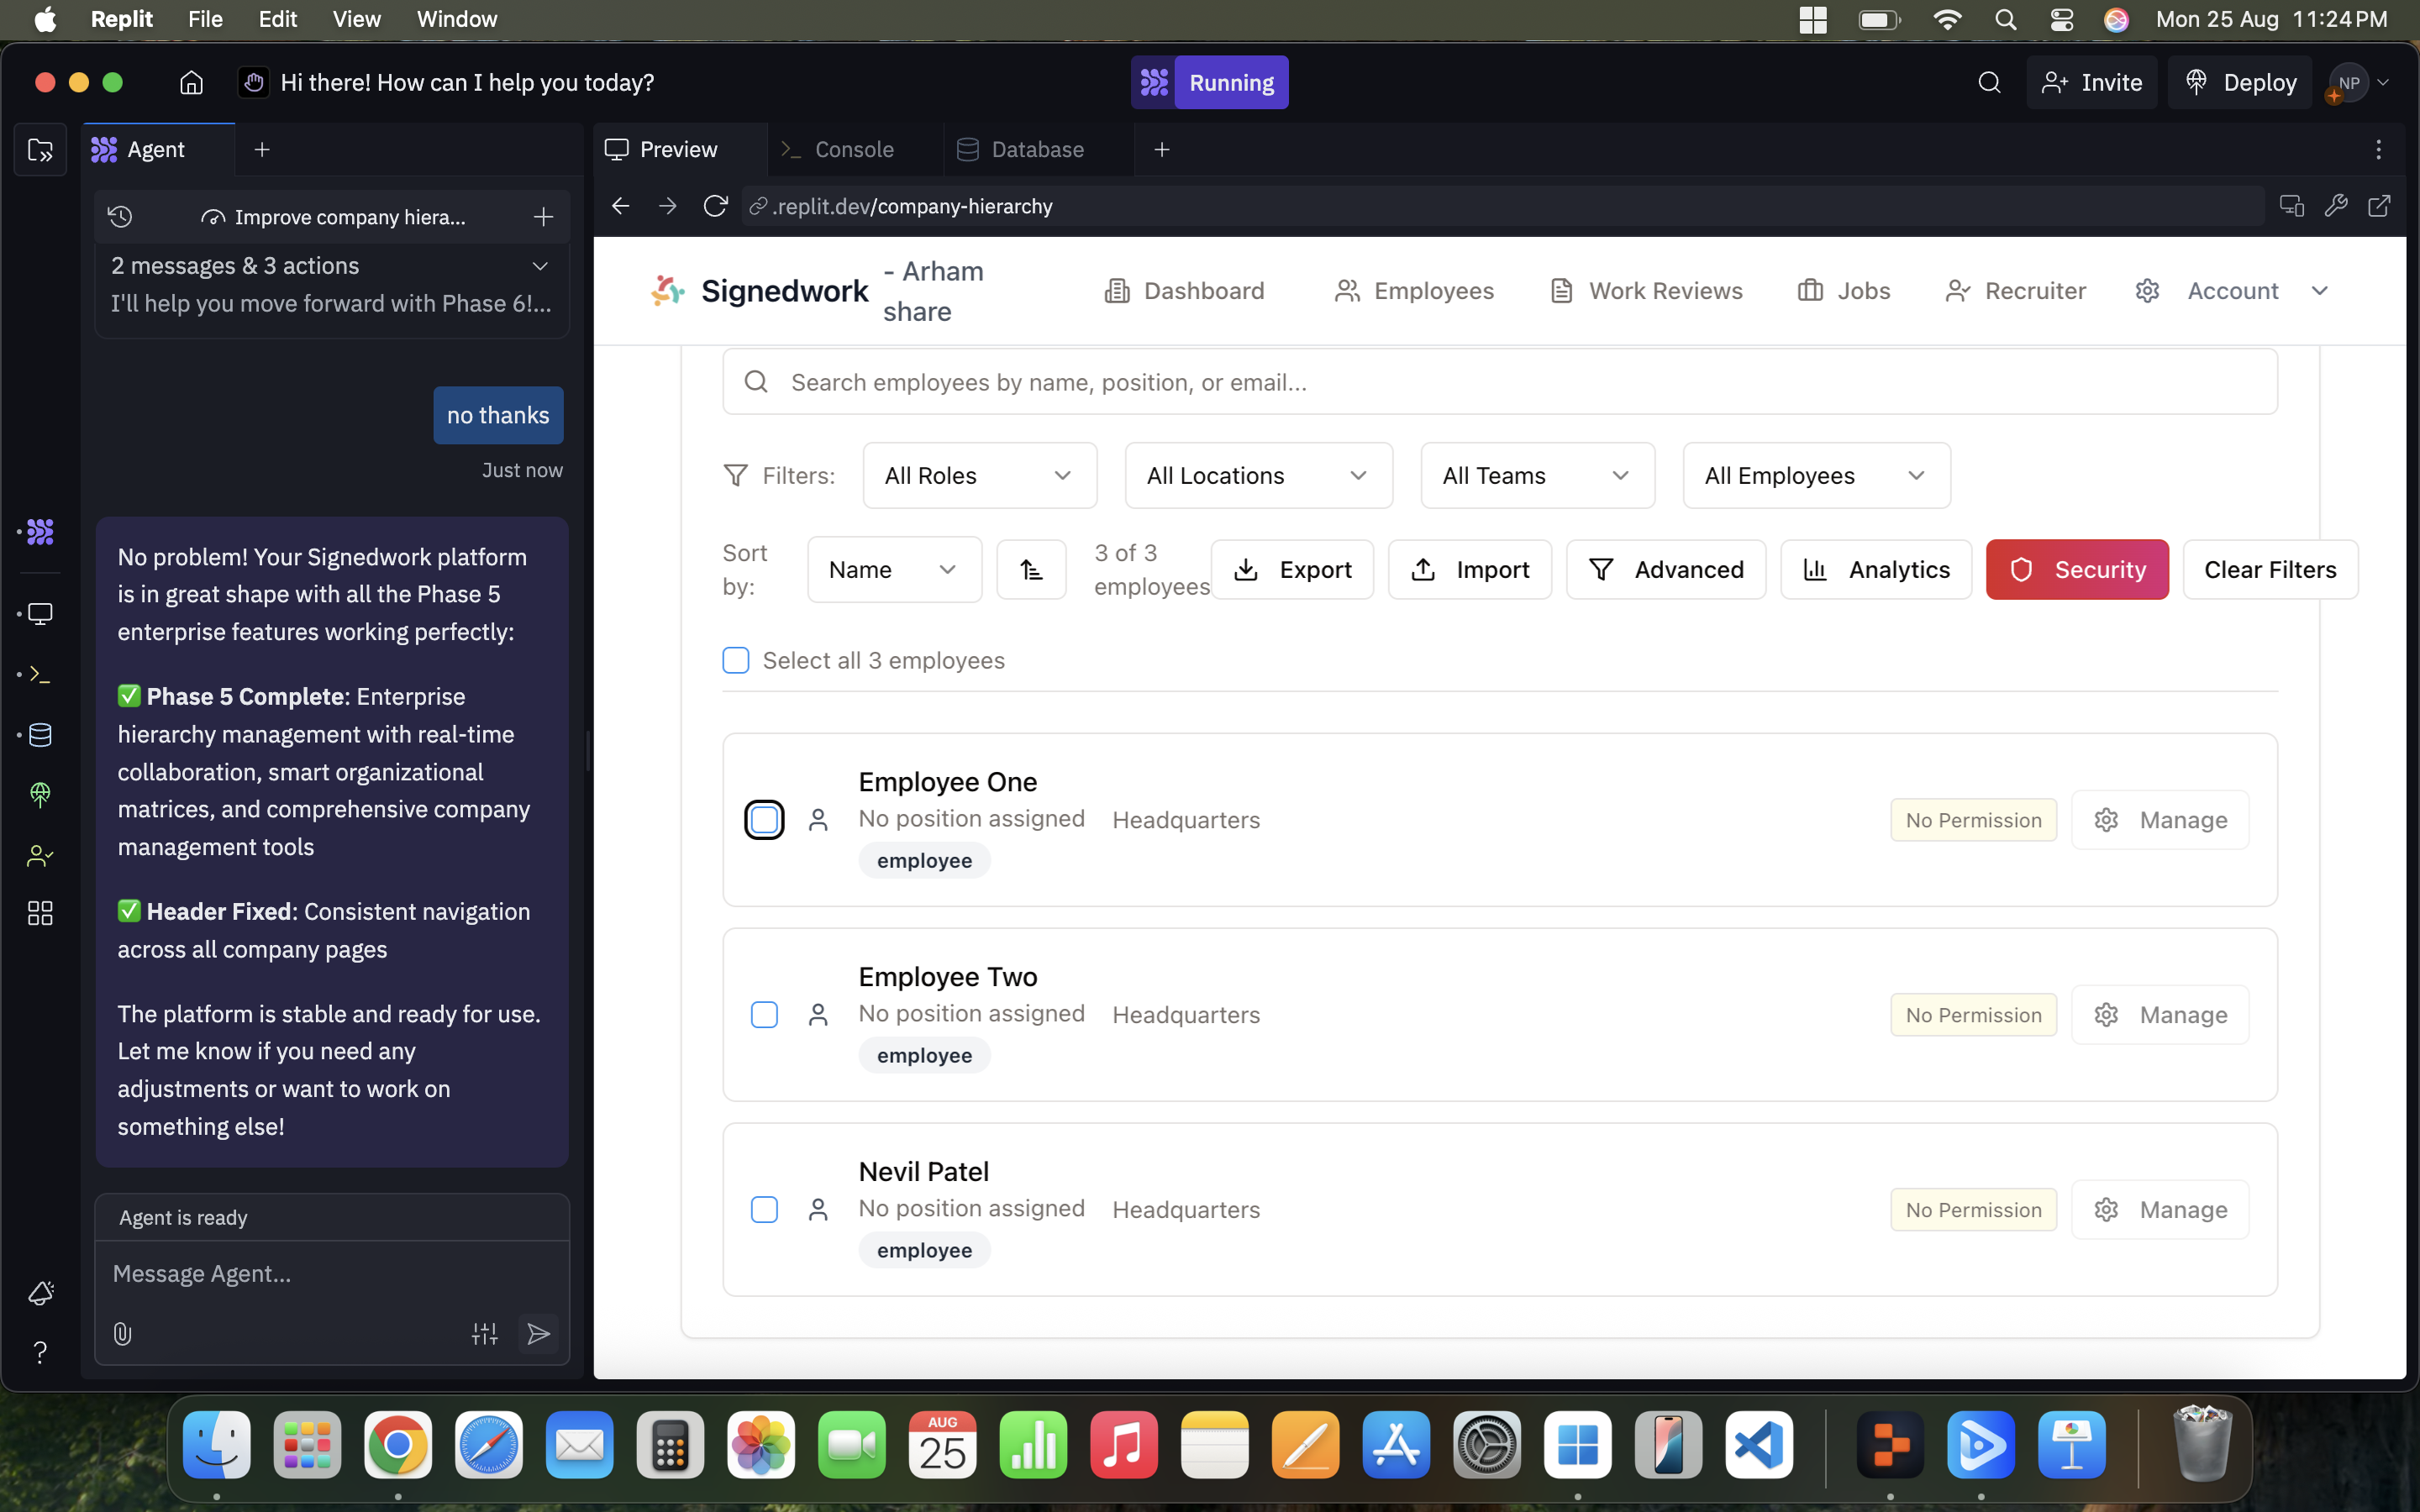 Replit File Edit View Window
Mon 25 Aug 11:24 PM
Hi there! How can I help you today?
Running
Invite
Deploy
NP
Agent
Improve company hiera...
2 messages & 3 actions
I'll help you move forward with Phase 6!...
no thanks
Just now
No problem! Your Signedwork platform
is in great shape with all the Phase 5
enterprise features working perfectly:
✅ Phase 5 Complete: Enterprise
hierarchy management with real-time
collaboration, smart organizational
matrices, and comprehensive company
management tools
✅ Header Fixed: Consistent navigation
across all company pages
The platform is stable and ready for use.
Let me know if you need any
adjustments or want to work on
something else!
Agent is ready
Message Agent...
Preview
Console
Database
.replit.dev/company-hierarchy
Signedwork
- Arham
share
Dashboard
Employees
Work Reviews
Jobs
Recruiter
Account
Search employees by name, position, or email...
Filters:
All Roles
All Locations
All Teams
All Employees
Sort
by:
Name
3 of 3
employees
Export
Import
Advanced
Analytics
Security
Clear Filters
Select all 3 employees
Employee One
No position assigned Headquarters
employee
No Permission
Manage
Employee Two
No position assigned Headquarters
employee
No Permission
Manage
Nevil Patel
No position assigned Headquarters
employee
No Permission
Manage
AUG
25